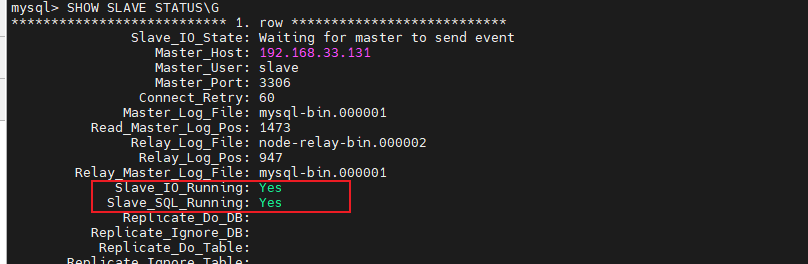 mysql> SHOW SLAVE STATUS\G
*************************** 1. row ***************************
Slave_IO_State: Waiting for master to send event
Master_Host: 192.168.33.131
Master_User: slave
Master_Port: 3306
Connect_Retry: 60
Master_Log_File: mysql-bin.000001
Read_Master_Log_Pos: 1473
Relay_Log_File: node-relay-bin.000002
Relay_Log_Pos: 947
Relay_Master_Log_File: mysql-bin.000001
Slave_IO_Running: Yes
Slave_SQL_Running: Yes
Replicate_Do_DB:
Replicate_Ignore_DB:
Replicate_Do_Table:
Replicate_Ignore_Table: